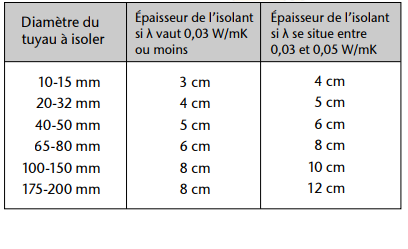 Diamètre du tuyau à isoler
Épaisseur de l’isolant si λ vaut 0,03 W/mK ou moins
Épaisseur de l’isolant si λ se situe entre 0,03 et 0,05 W/mK
10-15 mm 3 cm 4 cm
20-32 mm 4 cm 5 cm
40-50 mm 5 cm 6 cm
65-80 mm 6 cm 8 cm
100-150 mm 8 cm 10 cm
175-200 mm 8 cm 12 cm